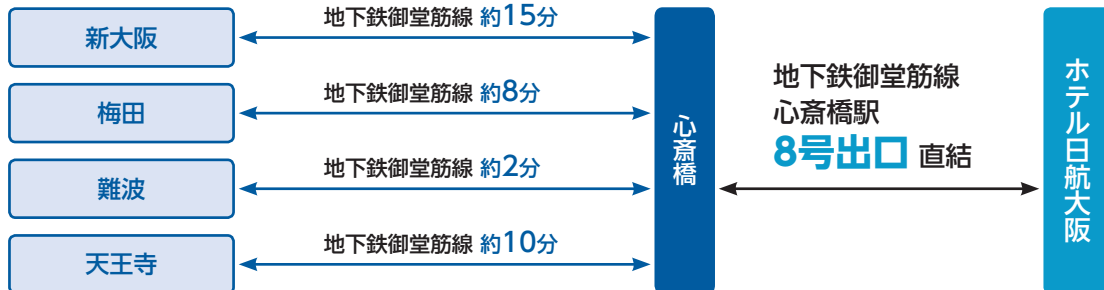 新大阪
地下鉄御堂筋線 約15分
梅田
地下鉄御堂筋線 約8分
難波
地下鉄御堂筋線 約2分
天王寺
地下鉄御堂筋線 約10分
心斎橋
地下鉄御堂筋線
心斎橋駅
8号出口 直結
ホテル日航大阪